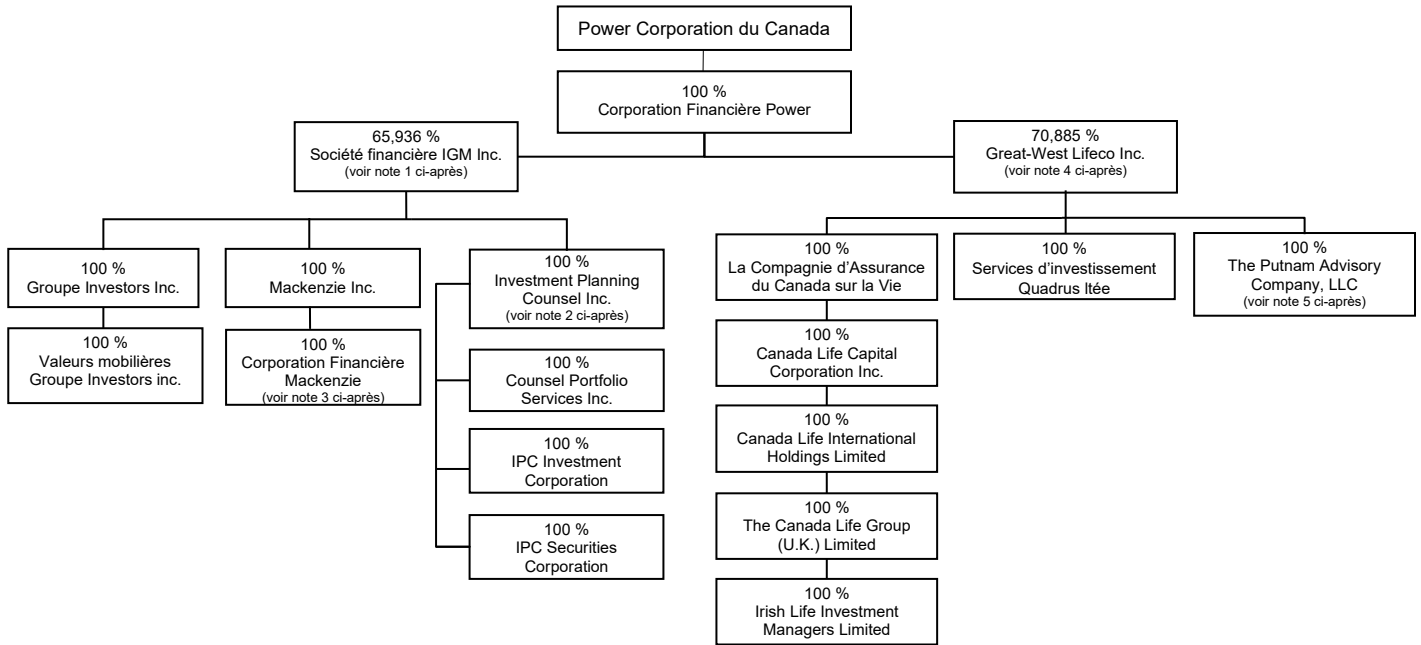 Power Corporation du Canada
100 %
Corporation Financière Power
65,936 %
Société financière IGM Inc.
(voir note 1 ci-après)
70,885 %
Great-West Lifeco Inc.
(voir note 4 ci-après)
100 %
Groupe Investors Inc.
100 %
Valeurs mobilières
Groupe Investors inc.
100 %
Mackenzie Inc.
100 %
Corporation Financière
Mackenzie
(voir note 3 ci-après)
100 %
Investment Planning
Counsel Inc.
(voir note 2 ci-après)
100 %
Counsel Portfolio
Services Inc.
100 %
IPC Investment
Corporation
100 %
IPC Securities
Corporation
100 %
La Compagnie d’Assurance
du Canada sur la Vie
100 %
Canada Life Capital
Corporation Inc.
100 %
Canada Life International
Holdings Limited
100 %
The Canada Life Group
(U.K.) Limited
100 %
Irish Life Investment
Managers Limited
100 %
Services d’investissement
Quadrus ltée
100 %
The Putnam Advisory
Company, LLC
(voir note 5 ci-après)